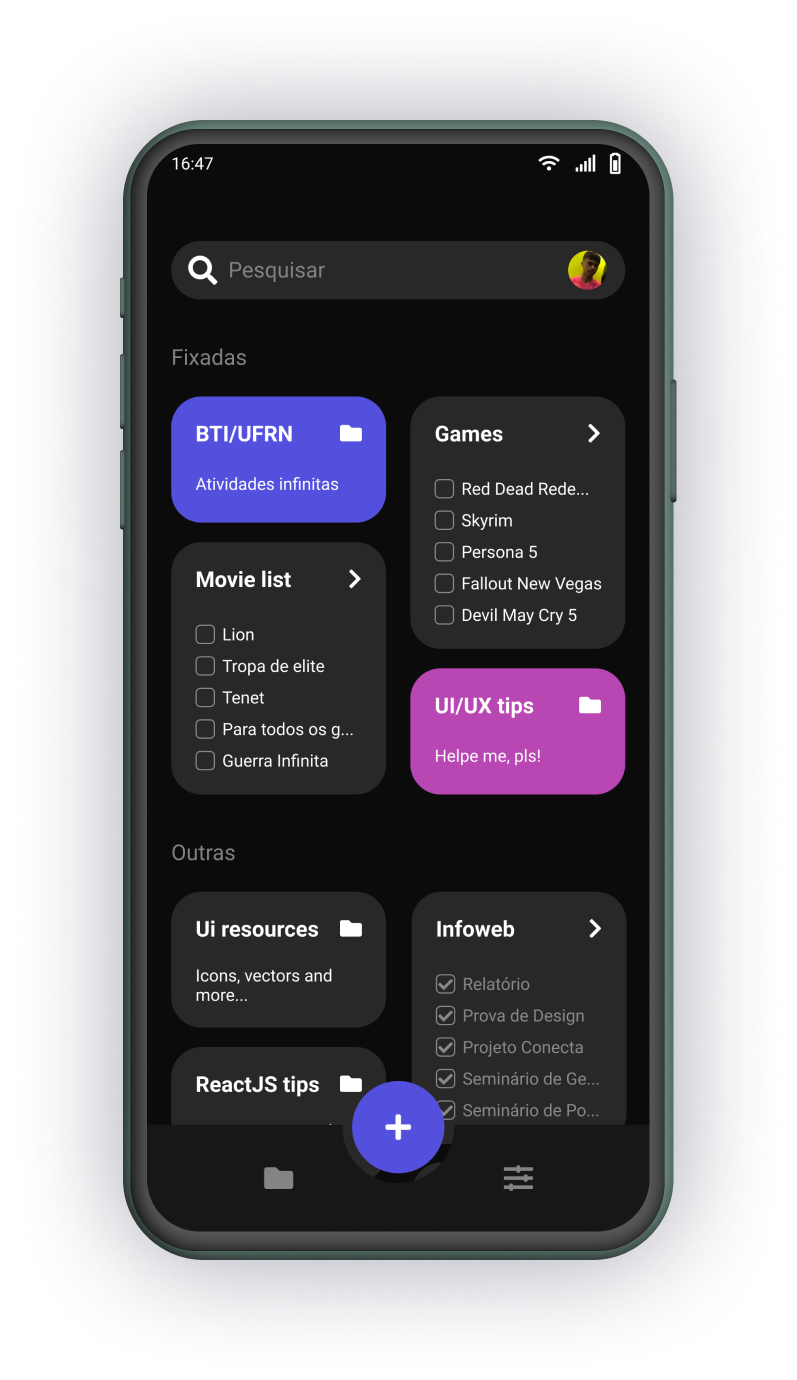 16:47
Pesquisar
Fixadas
BTI/UFRN
Atividades infinitas
Games
Red Dead Rede...
Skyrim
Persona 5
Fallout New Vegas
Devil May Cry 5
Movie list
Lion
Tropa de elite
Tenet
Para todos os g...
Guerra Infinita
UI/UX tips
Helpe me, pls!
Outras
Ui resources
Icons, vectors and
more...
Infoweb
Relatório
Prova de Design
Projeto Conecta
Seminário de Ge...
Seminário de Po...
ReactJS tips